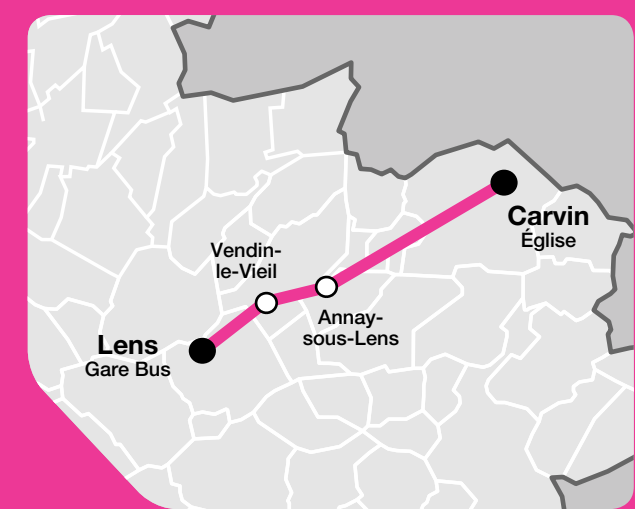 Carvin
Église
Vendin-
le-Vieil
Annay-
sous-Lens
Lens
Gare Bus